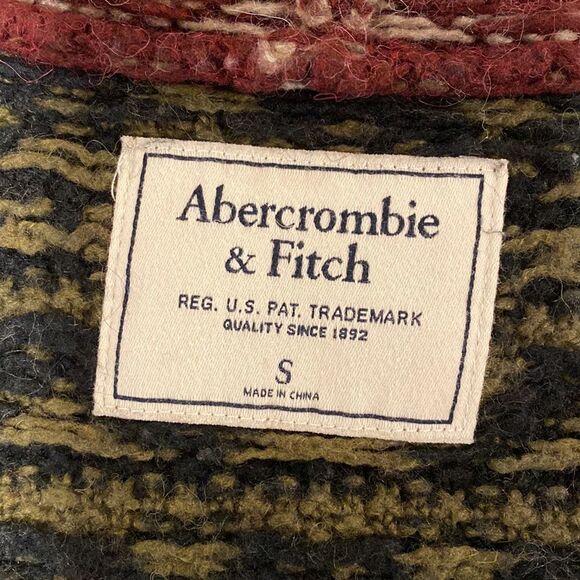 Abercrombie
& Fitch
REG. U.S. PAT. TRADEMARK
QUALITY SINCE 1892
S
MADE IN CHINA